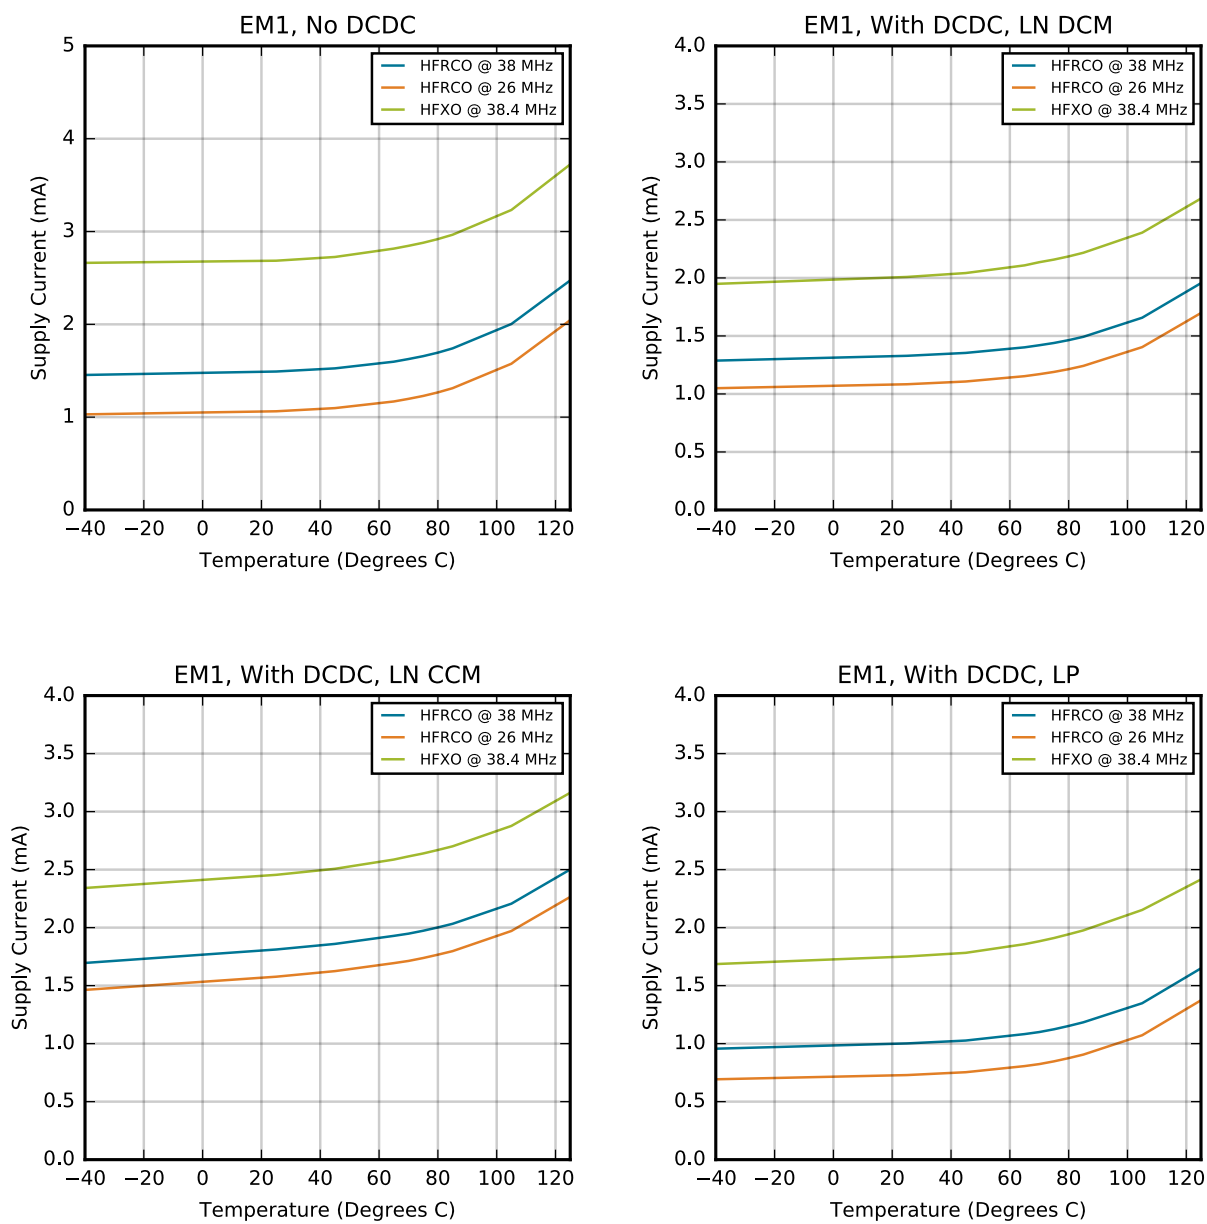 EM1, No DCDC
5
4
3
2
1
0
Supply Current (mA)
HFRCO @ 38 MHz
HFRCO @ 26 MHz
HFXO @ 38.4 MHz
−40 −20 0 20 40 60 80 100 120
Temperature (Degrees C)
EM1, With DCDC, LN DCM
4.0
3.5
3.0
2.5
2.0
1.5
1.0
0.5
0.0
Supply Current (mA)
HFRCO @ 38 MHz
HFRCO @ 26 MHz
HFXO @ 38.4 MHz
−40 −20 0 20 40 60 80 100 120
Temperature (Degrees C)
EM1, With DCDC, LN CCM
4.0
3.5
3.0
2.5
2.0
1.5
1.0
0.5
0.0
Supply Current (mA)
HFRCO @ 38 MHz
HFRCO @ 26 MHz
HFXO @ 38.4 MHz
−40 −20 0 20 40 60 80 100 120
Temperature (Degrees C)
EM1, With DCDC, LP
4.0
3.5
3.0
2.5
2.0
1.5
1.0
0.5
0.0
Supply Current (mA)
HFRCO @ 38 MHz
HFRCO @ 26 MHz
HFXO @ 38.4 MHz
−40 −20 0 20 40 60 80 100 120
Temperature (Degrees C)